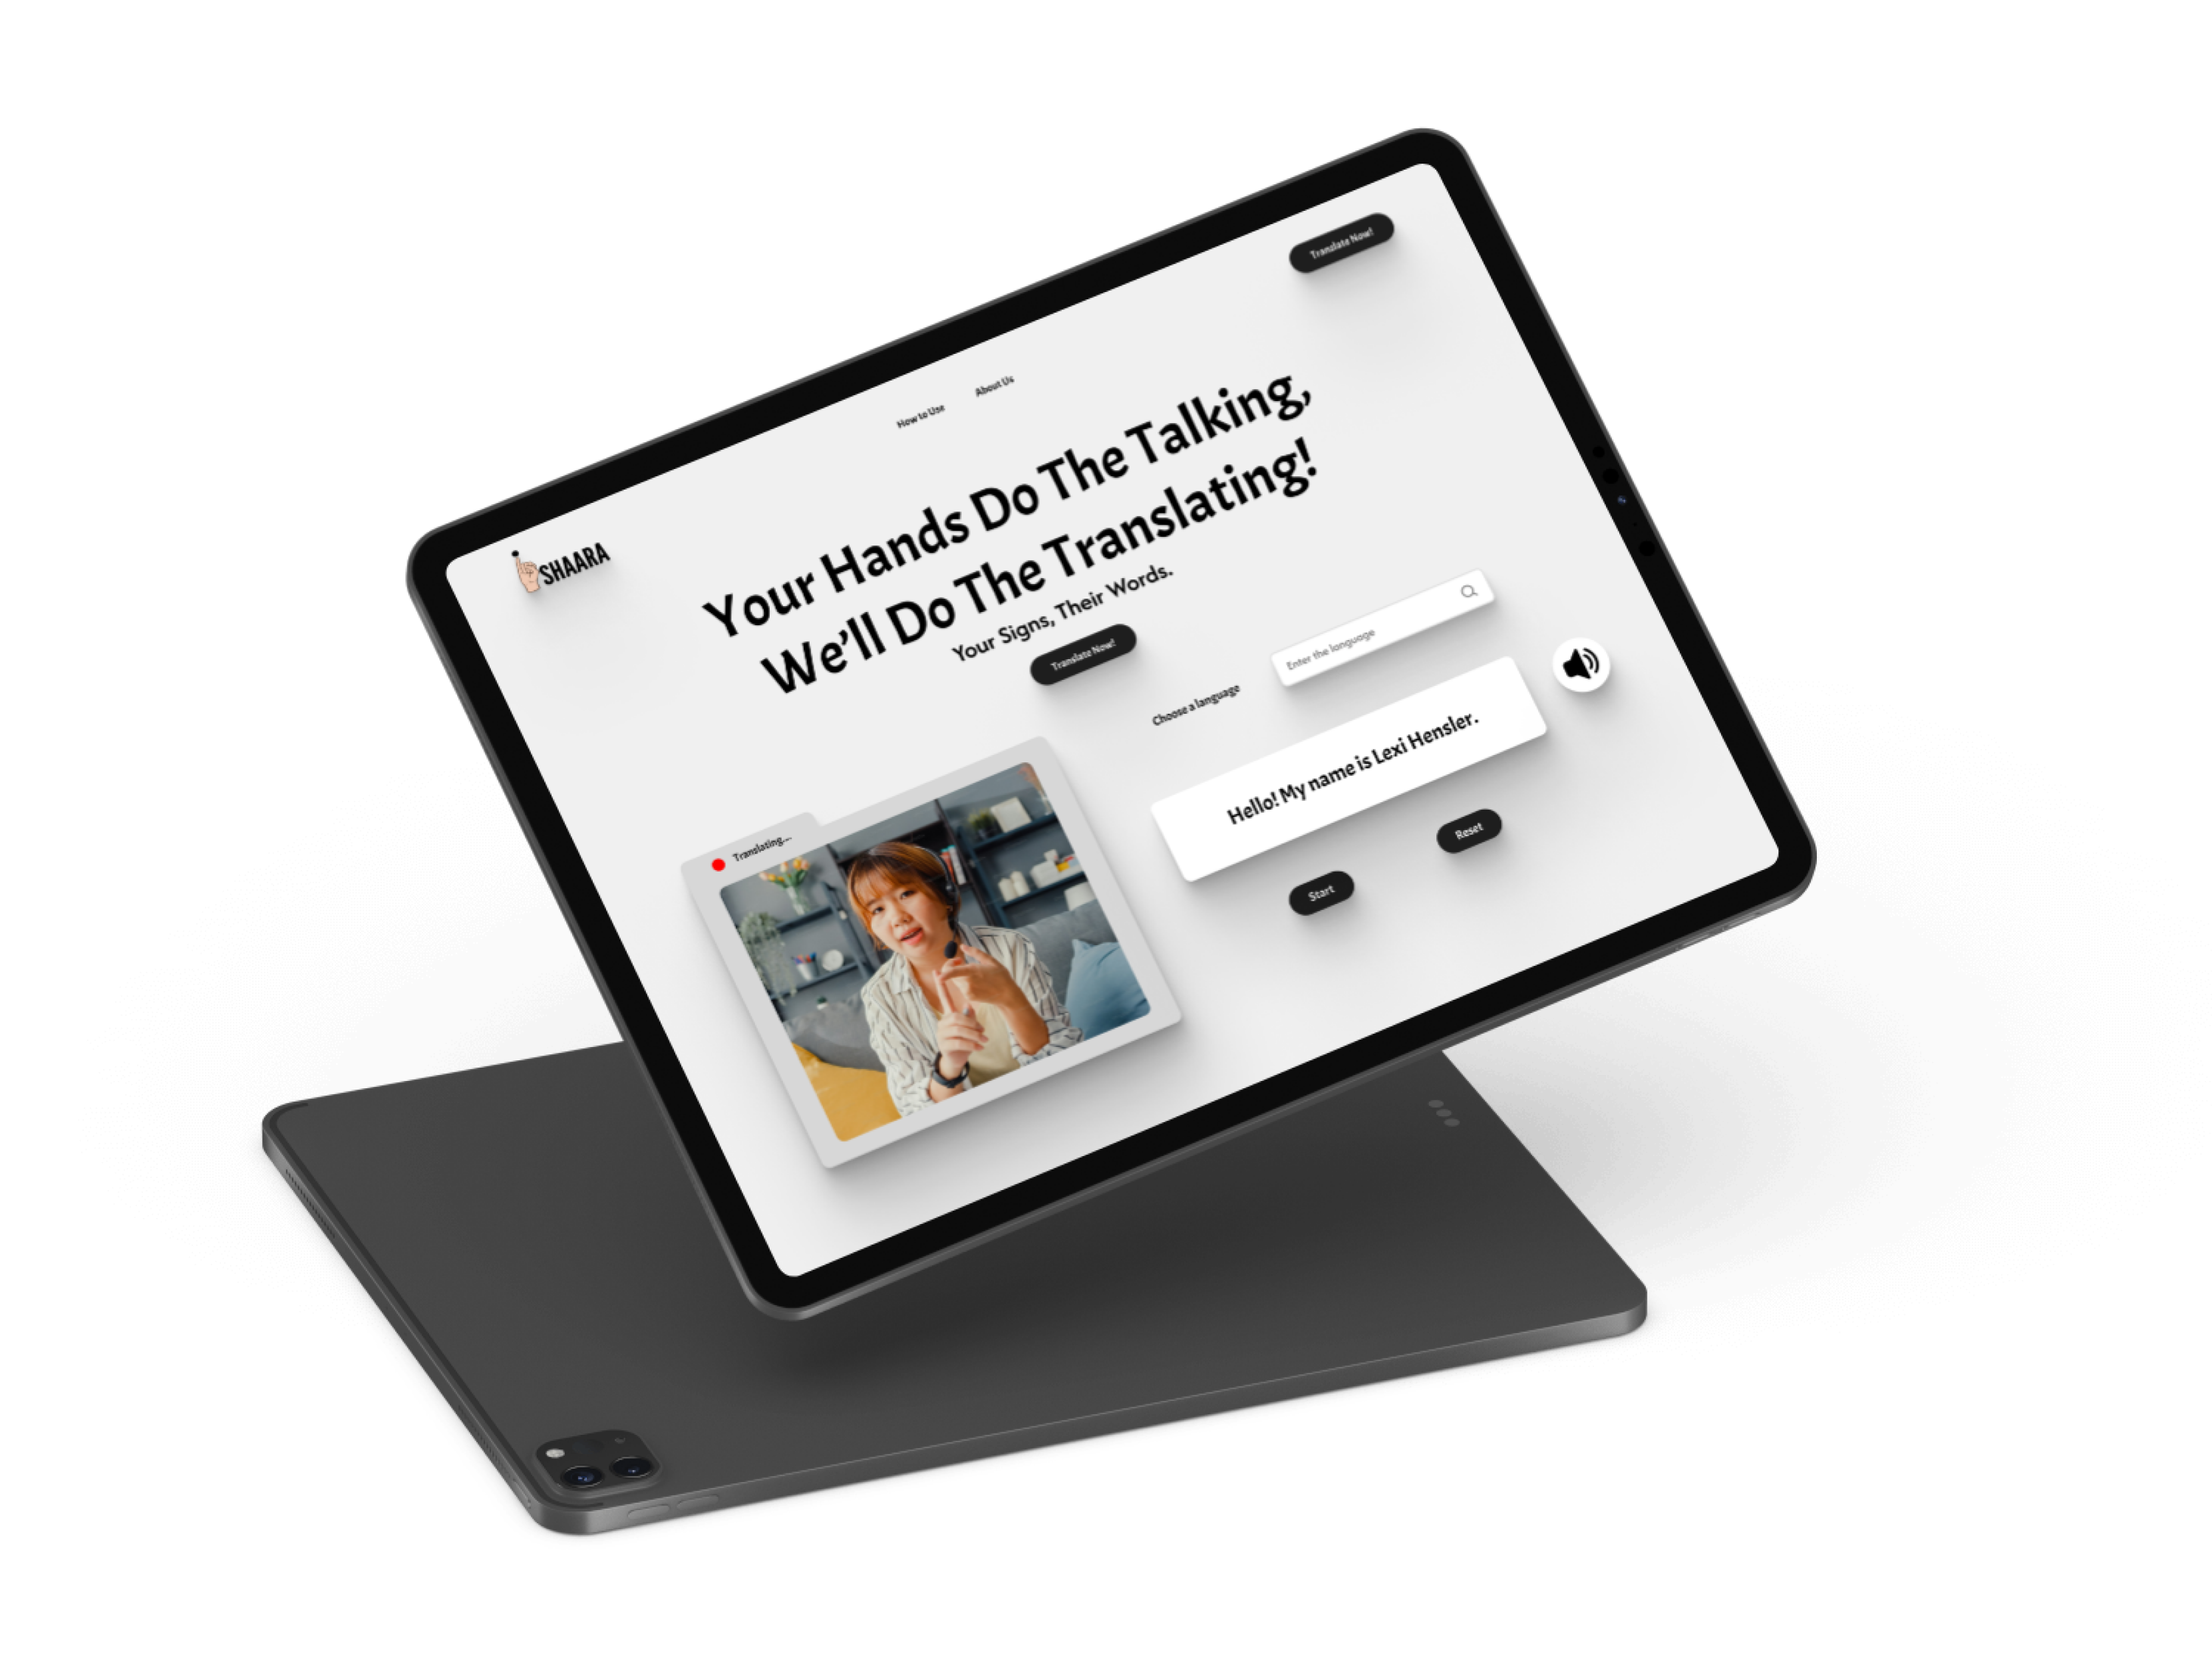 SHAARA
How to Use
About Us
Translate Now!
Your Hands Do The Talking,
We'll Do The Translating!
Your Signs, Their Words.
Translate Now!
Choose a language
Enter the language
Translating...
Hello! My name is Lexi Hensler.
Start
Reset